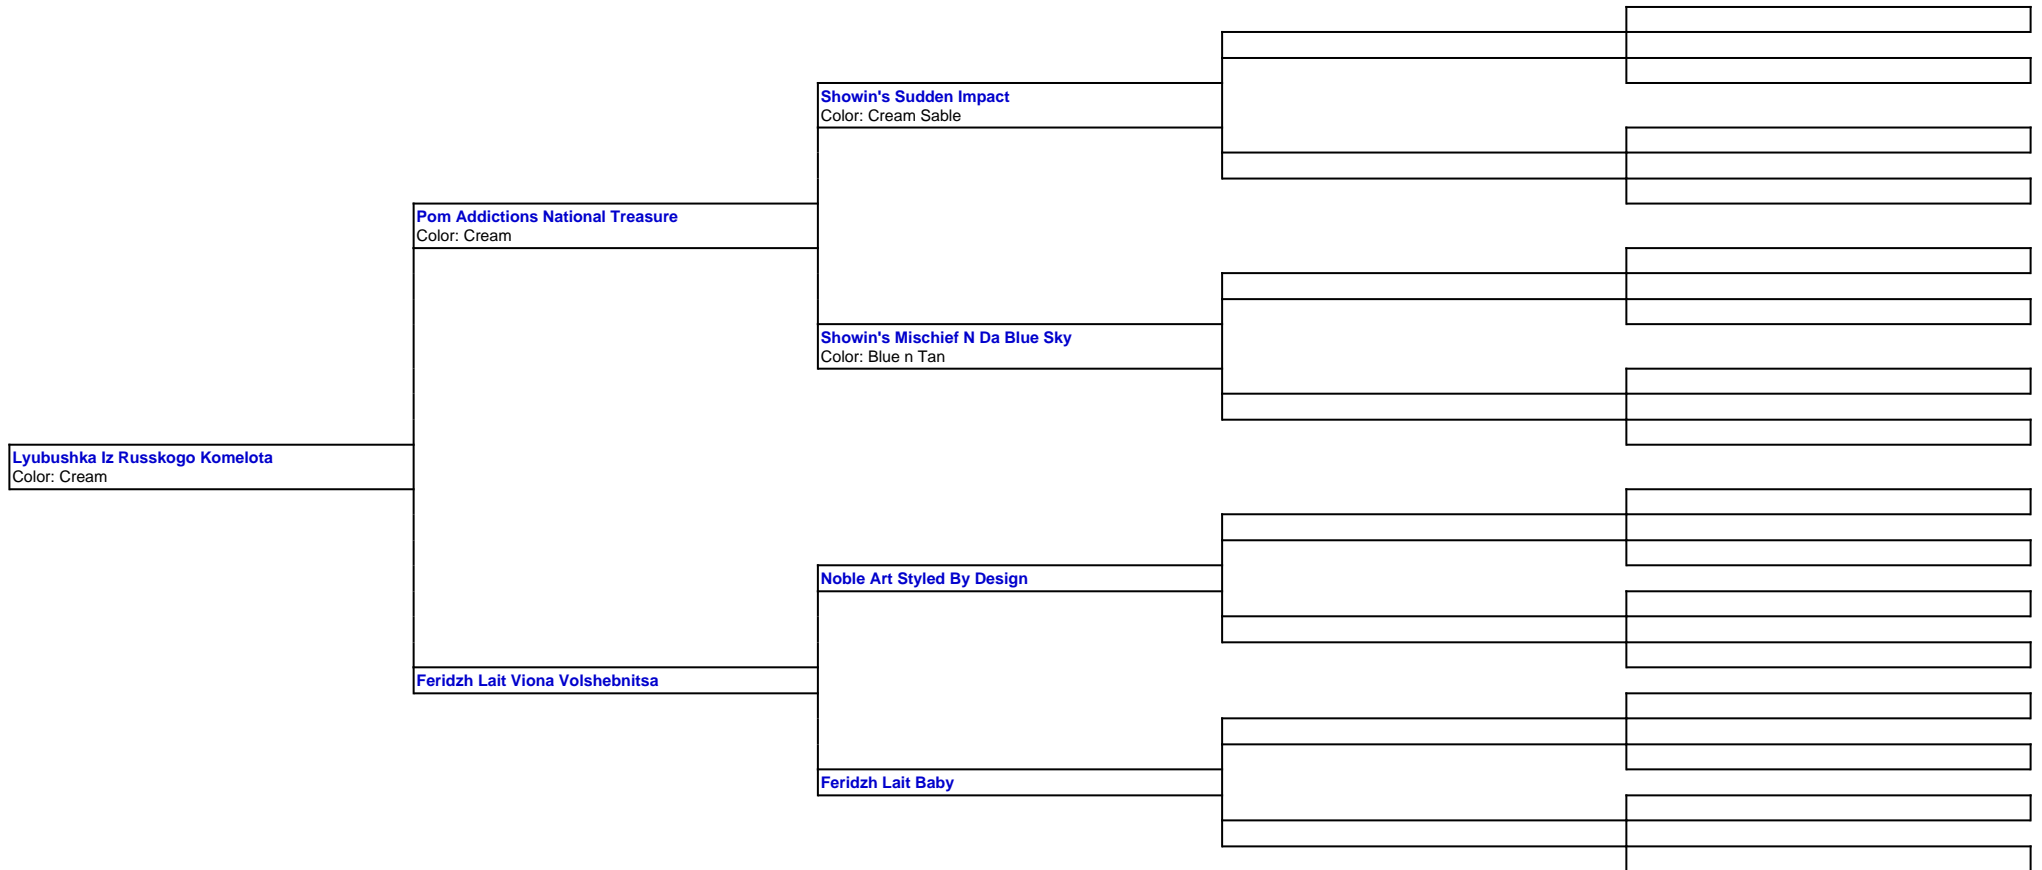 Showin's Sudden Impact
Color: Cream Sable
Pom Addictions National Treasure
Color: Cream
Showin's Mischief N Da Blue Sky
Color: Blue n Tan
Lyubushka Iz Russkogo Komelota
Color: Cream
Noble Art Styled By Design
Feridzh Lait Viona Volshebnitsa
Feridzh Lait Baby